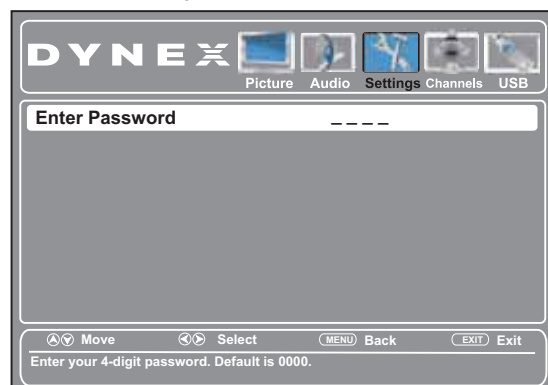 DYNEX
Picture Audio Settings Channels USB
Enter Password _ _ _ _
Move Select MENU Back EXIT Exit
Enter your 4-digit password. Default is 0000.